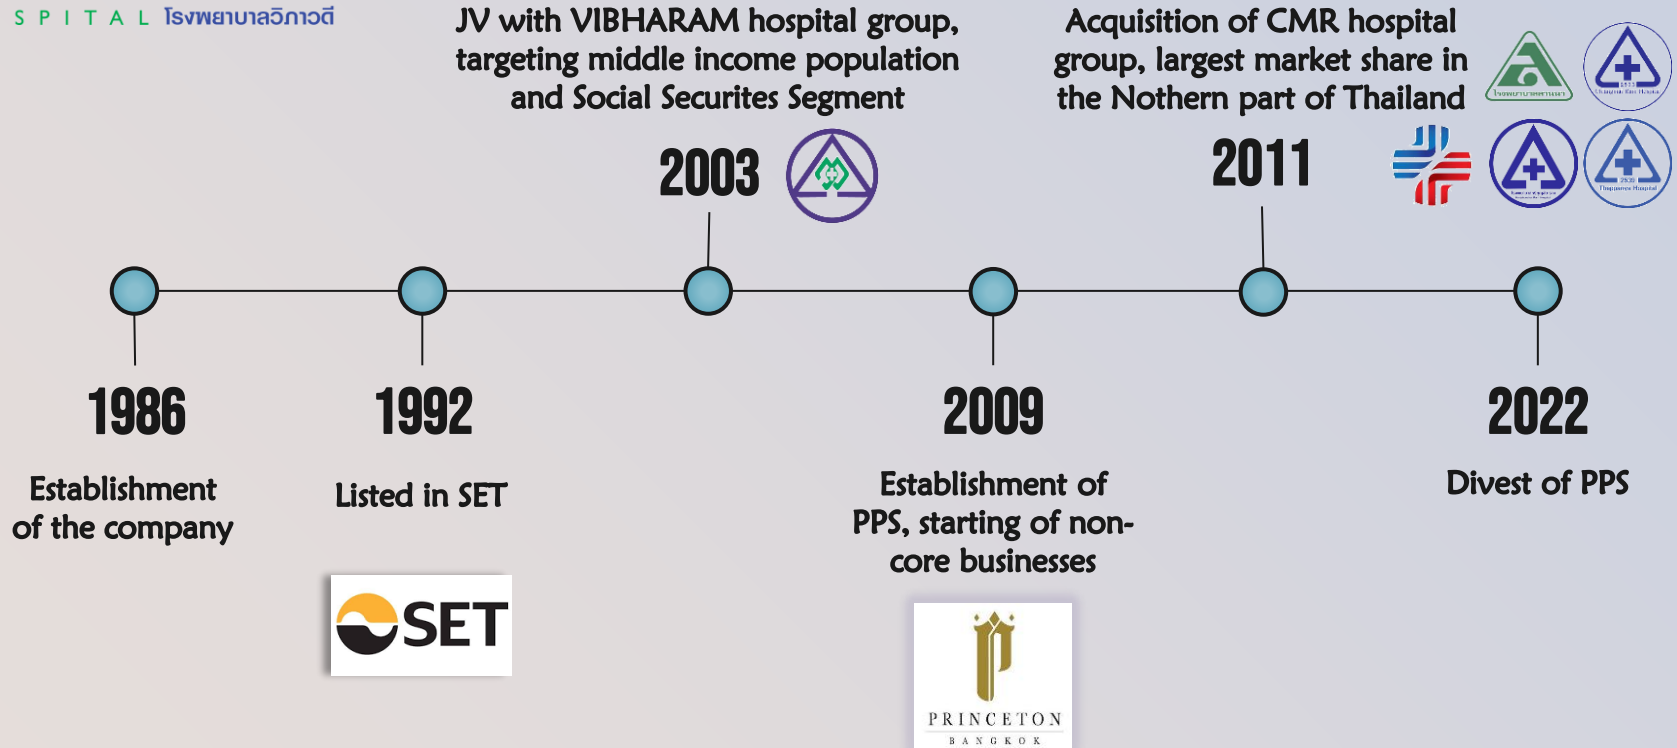 S P I T A L โรงพยาบาลวิภาวดี
JV with VIBHARAM hospital group,
targeting middle income population
and Social Securites Segment
2003
Acquisition of CMR hospital
group, largest market share in
the Nothern part of Thailand
2011
1986
Establishment
of the company
1992
Listed in SET
SET
2009
Establishment of
PPS, starting of non-
core businesses
PRINCETON
BANGKOK
2022
Divest of PPS